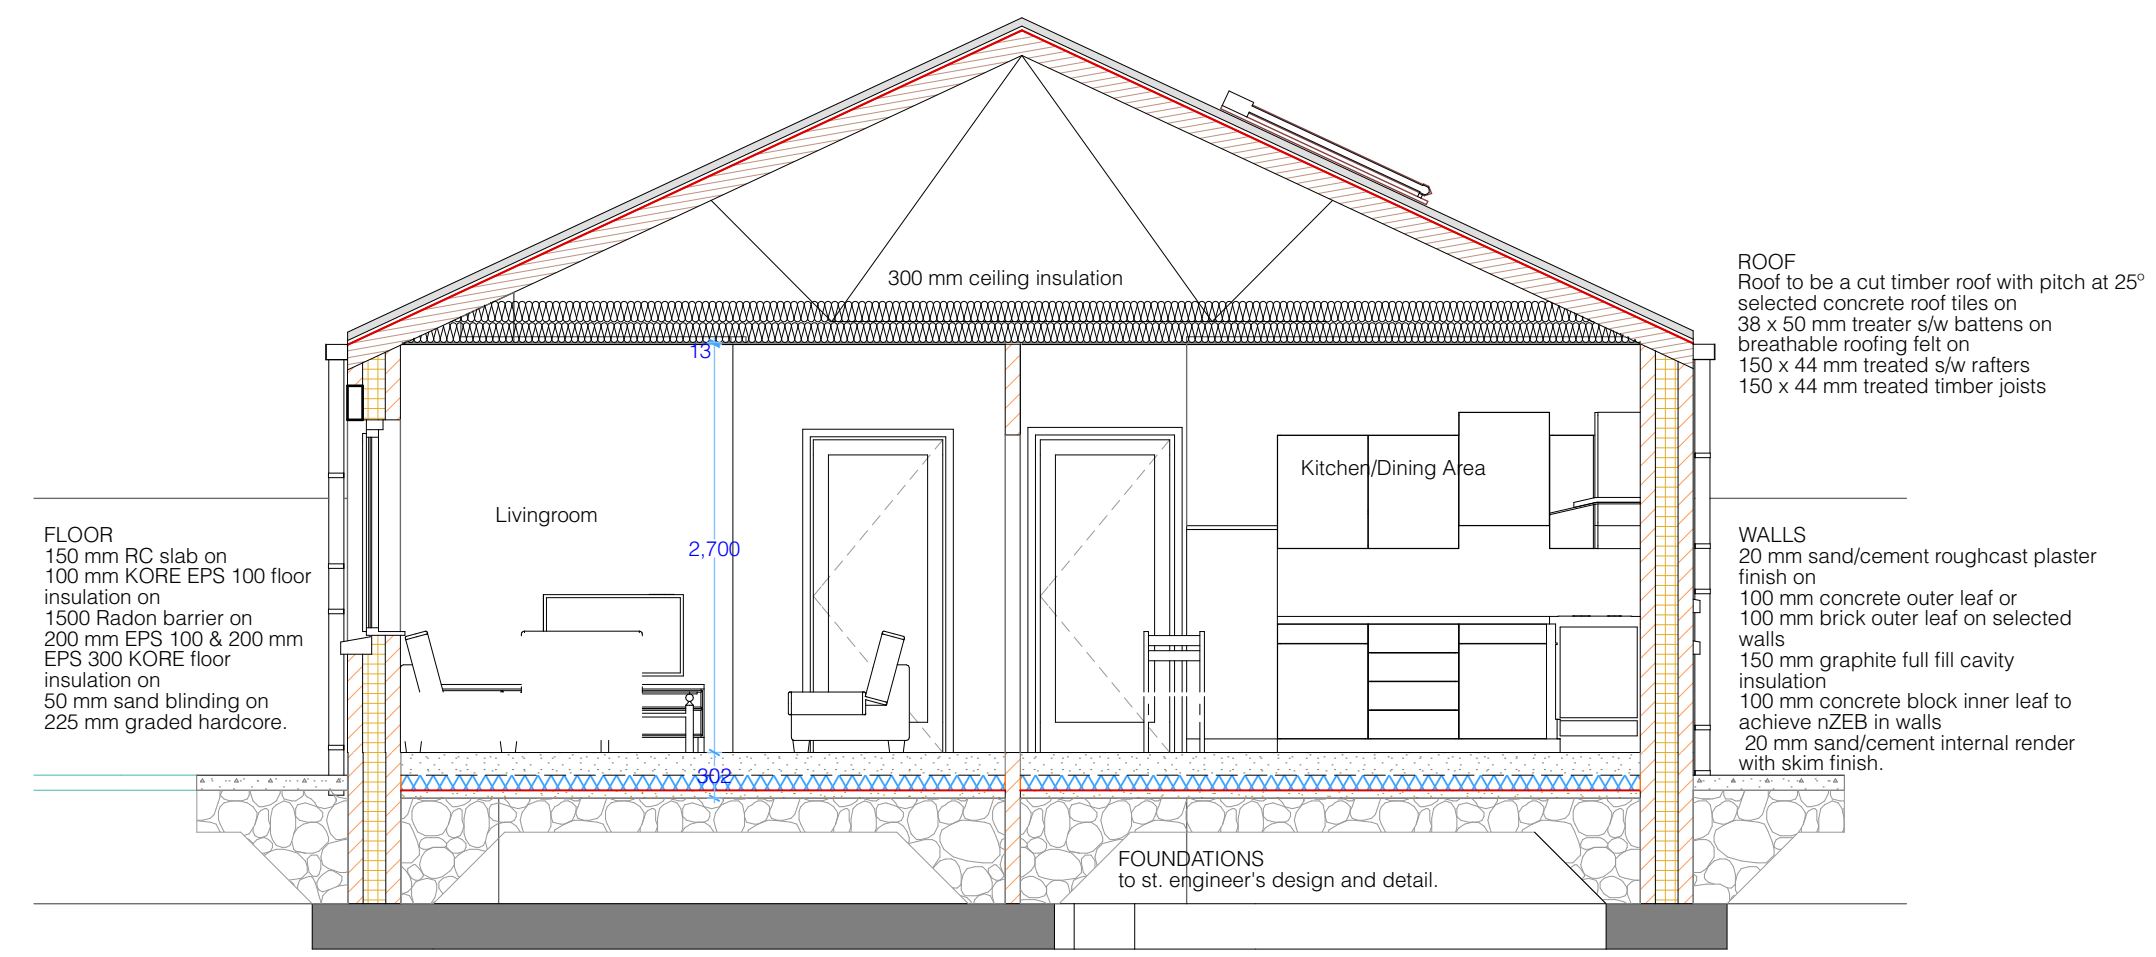 300 mm ceiling insulation
ROOF
Roof to be a cut timber roof with pitch at 25º
selected concrete roof tiles on
38 x 50 mm treater s/w battens on
breathable roofing felt on
150 x 44 mm treated s/w rafters
150 x 44 mm treated timber joists
13
Kitchen/Dining Area
Livingroom
2,700
FLOOR
150 mm RC slab on
100 mm KORE EPS 100 floor
insulation on
1500 Radon barrier on
200 mm EPS 100 & 200 mm
EPS 300 KORE floor
insulation on
50 mm sand blinding on
225 mm graded hardcore.
WALLS
20 mm sand/cement roughcast plaster
finish on
100 mm concrete outer leaf or
100 mm brick outer leaf on selected
walls
150 mm graphite full fill cavity
insulation
100 mm concrete block inner leaf to
achieve nZEB in walls
20 mm sand/cement internal render
with skim finish.
302
FOUNDATIONS
to st. engineer's design and detail.